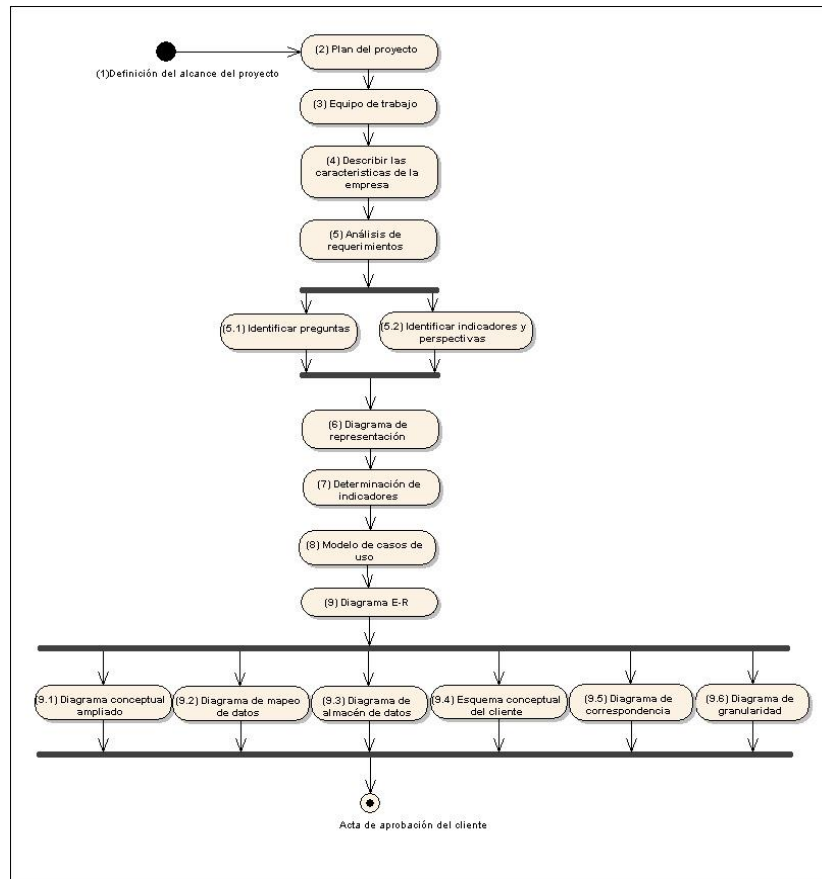 (2) Plan del proyecto
(1)Definición del alcance del proyecto
(3) Equipo de trabajo
(4) Describir las
caracteristicas de la
empresa
(5) Análisis de
requerimientos
(5.1) Identificar preguntas
(5.2) Identificar indicadores y
perspectivas
(6) Diagrama de
representación
(7) Determinación de
indicadores
(8) Modelo de casos de
uso
(9) Diagrama E-R
(9.1) Diagrama conceptual
ampliado
(9.2) Diagrama de mapeo
de datos
(9.3) Diagrama de
almacén de datos
(9.4) Esquema conceptual
del cliente
(9.5) Diagrama de
correspondencia
(9.6) Diagrama de
granularidad
Acta de aprobación del cliente